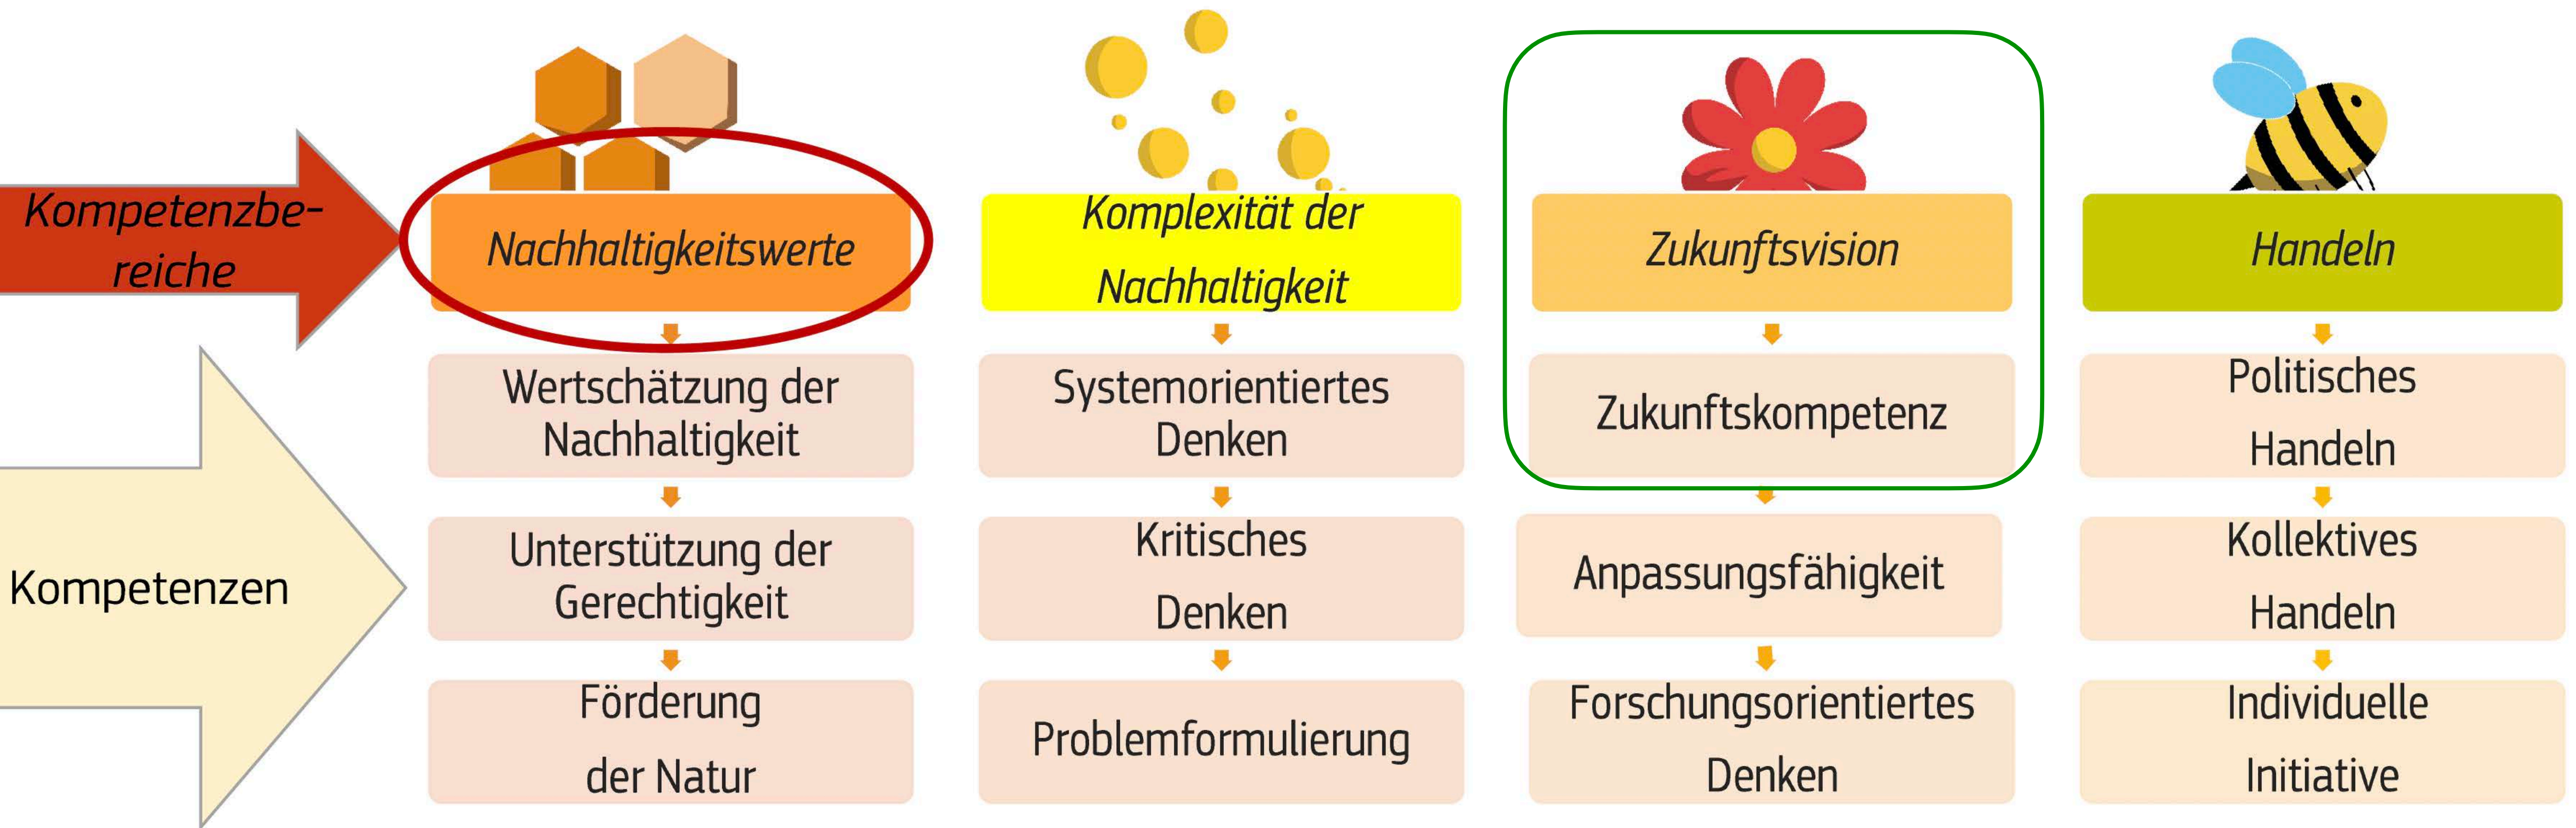 Kompetenzbe-
reiche
Nachhaltigkeitswerte
Komplexität der
Nachhaltigkeit
Zukunftsvision
Handeln
Kompetenzen
Wertschätzung der
Nachhaltigkeit
Unterstützung der
Gerechtigkeit
Förderung
der Natur
Systemorientiertes
Denken
Kritisches
Denken
Problemformulierung
Zukunftskompetenz
Anpassungsfähigkeit
Forschungsorientiertes
Denken
Politisches
Handeln
Kollektives
Handeln
Individuelle
Initiative